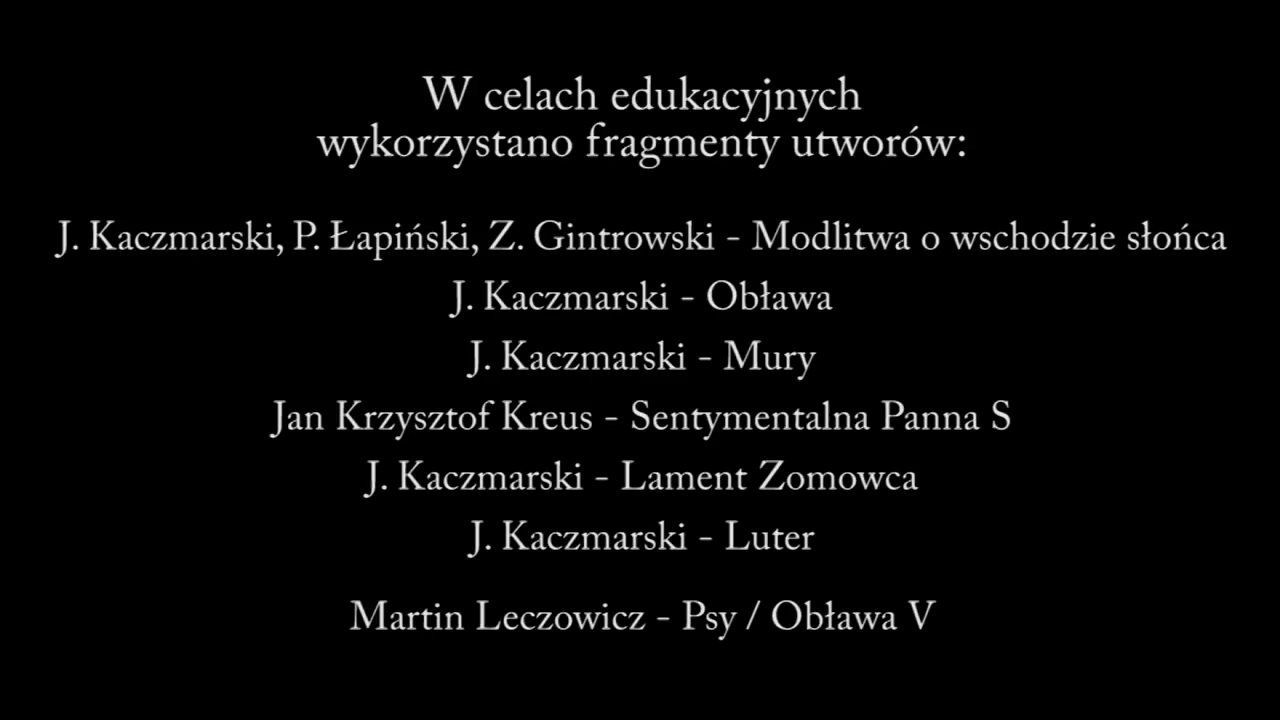 W celach edukacyjnych
wykorzystano fragmenty utworów:
J. Kaczmarski, P. Łapiński, Z. Gintrowski - Modlitwa o wschodzie słońca
J. Kaczmarski - Obława
J. Kaczmarski - Mury
Jan Krzysztof Kreus - Sentymentalna Panna S
J. Kaczmarski - Lament Zomowca
J. Kaczmarski - Luter
Martin Leczowicz - Psy / Obława V